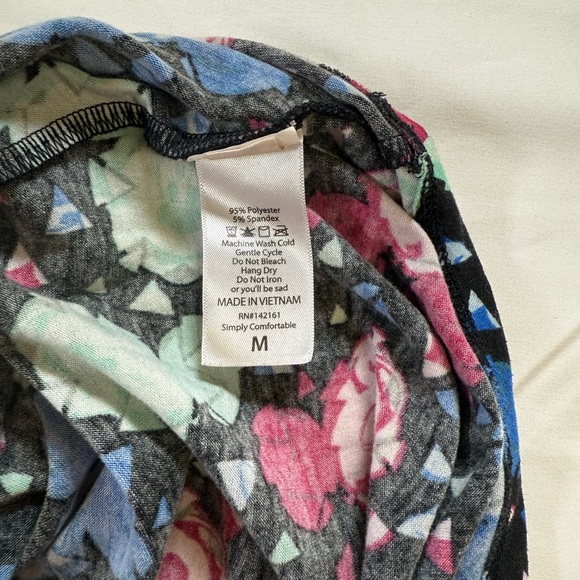 95% Polyester
5% Spandex
Machine Wash Cold
Gentle Cycle
Do Not Bleach
Hang Dry
Do Not Iron
or you'll be sad
MADE IN VIETNAM
RN#142161
Simply Comfortable
M